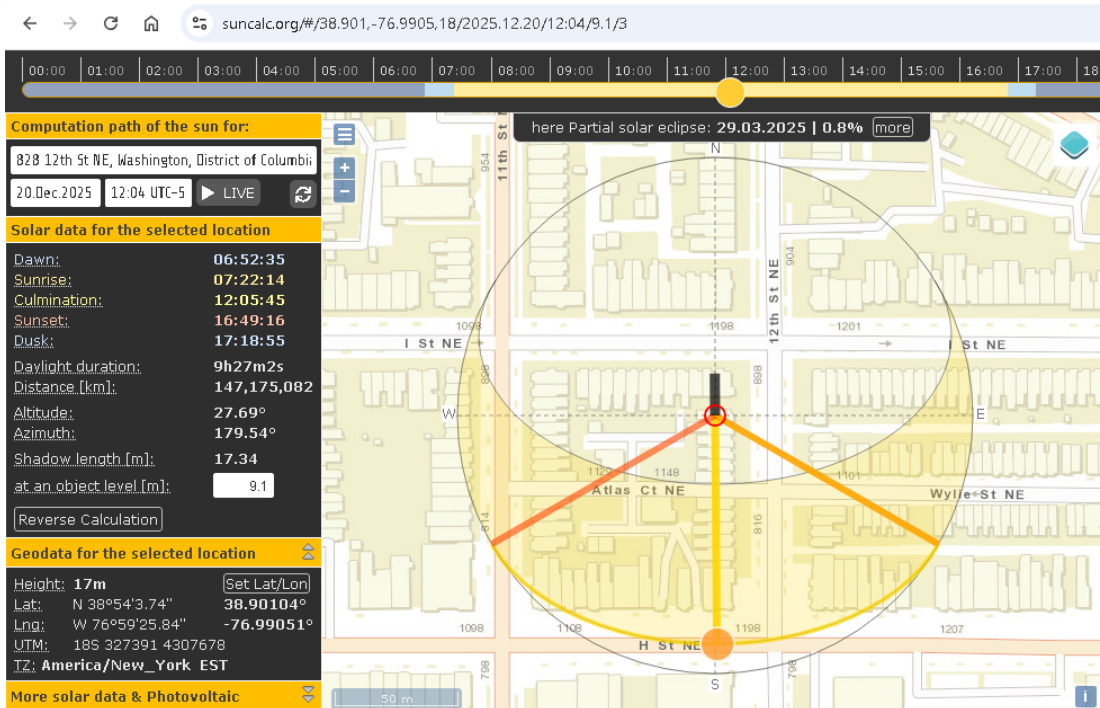 suncalc.org/#/38.901,-76.9905,18/2025.12.20/12:04/9.1/3
00:00 01:00 02:00 03:00 04:00 05:00 06:00 07:00 08:00 09:00 10:00 11:00 12:00 13:00 14:00 15:00 16:00 17:00 18
Computation path of the sun for:
828 12th St NE, Washington, District of Columbi
20.Dec.2025 12:04 UTC-5 LIVE
Solar data for the selected location
Dawn: 06:52:35
Sunrise: 07:22:14
Culmination: 12:05:45
Sunset: 16:49:16
Dusk: 17:18:55
Daylight duration: 9h27m2s
Distance [km]: 147,175,082
Altitude: 27.69°
Azimuth: 179.54°
Shadow length [m]: 17.34
at an object level [m]: 9.1
Reverse Calculation
Geodata for the selected location
Height: 17m Set Lat/Lon
Lat: N 38°54'3.74" 38.90104°
Lng: W 76°59'25.84" -76.99051°
UTM: 18S 327391 4307678
TZ: America/New_York EST
More solar data & Photovoltaic
+
−
here Partial solar eclipse: 29.03.2025 | 0.8% more
N
954
11th St N
904
12th St NE
1098 1198 1201
I St NE I St NE
898 898
W E
1129 1148 1101
Atlas Ct NE Wylie St NE
814 816
1098 1108 1198 1207
H St NE
798 798
S
50 m
i